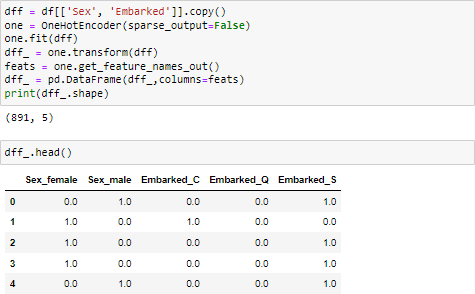 dff = df[['Sex', 'Embarked']].copy()
one = OneHotEncoder(sparse_output=False)
one.fit(dff)
dff_ = one.transform(dff)
feats = one.get_feature_names_out()
dff_ = pd.DataFrame(dff_,columns=feats)
print(dff_.shape)
(891, 5)
dff_.head()
Sex_female Sex_male Embarked_C Embarked_Q Embarked_S
0 0.0 1.0 0.0 0.0 1.0
1 1.0 0.0 1.0 0.0 0.0
2 1.0 0.0 0.0 0.0 1.0
3 1.0 0.0 0.0 0.0 1.0
4 0.0 1.0 0.0 0.0 1.0